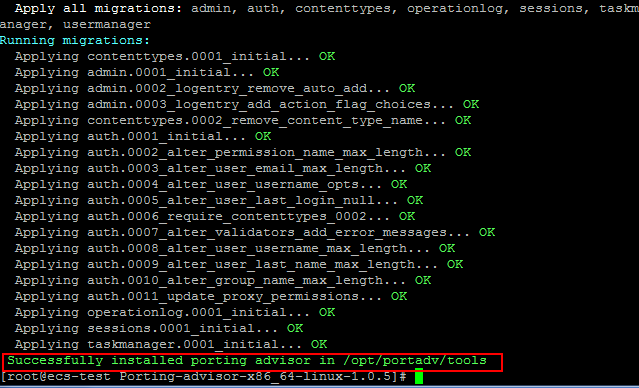 Apply all migrations: admin, auth, contenttypes, operationlog, sessions, taskm
anager, usermanager
Running migrations:
Applying contenttypes.0001_initial... OK
Applying admin.0001_initial... OK
Applying admin.0002_logentry_remove_auto_add... OK
Applying admin.0003_logentry_add_action_flag_choices... OK
Applying contenttypes.0002_remove_content_type_name... OK
Applying auth.0001_initial... OK
Applying auth.0002_alter_permission_name_max_length... OK
Applying auth.0003_alter_user_email_max_length... OK
Applying auth.0004_alter_user_username_opts... OK
Applying auth.0005_alter_user_last_login_null... OK
Applying auth.0006_require_contenttypes_0002... OK
Applying auth.0007_alter_validators_add_error_messages... OK
Applying auth.0008_alter_user_username_max_length... OK
Applying auth.0009_alter_user_last_name_max_length... OK
Applying auth.0010_alter_group_name_max_length... OK
Applying auth.0011_update_proxy_permissions... OK
Applying operationlog.0001_initial... OK
Applying sessions.0001_initial... OK
Applying taskmanager.0001_initial... OK
Successfully installed porting advisor in /opt/portadv/tools
[root@ecs-test Porting-advisor-x86_64-linux-1.0.5]#